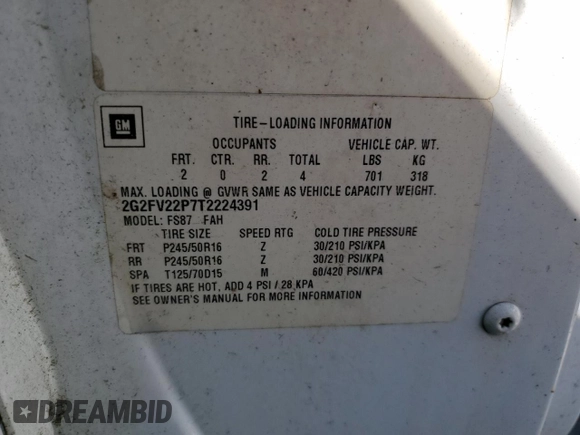 GM
TIRE-LOADING INFORMATION
OCCUPANTS VEHICLE CAP. WT.
FRT. CTR. RR. TOTAL LBS KG
2 0 2 4 701 318
MAX. LOADING @ GVWR SAME AS VEHICLE CAPACITY WEIGHT.
2G2FV22P7T2224391
MODEL: FS87 FAH
TIRE SIZE SPEED RTG COLD TIRE PRESSURE
FRT P245/50R16 Z 30/210 PSI/KPA
RR P245/50R16 Z 30/210 PSI/KPA
SPA T125/70D15 M 60/420 PSI/KPA
IF TIRES ARE HOT, ADD 4 PSI / 28 KPA
SEE OWNER'S MANUAL FOR MORE INFORMATION
DREAMBID